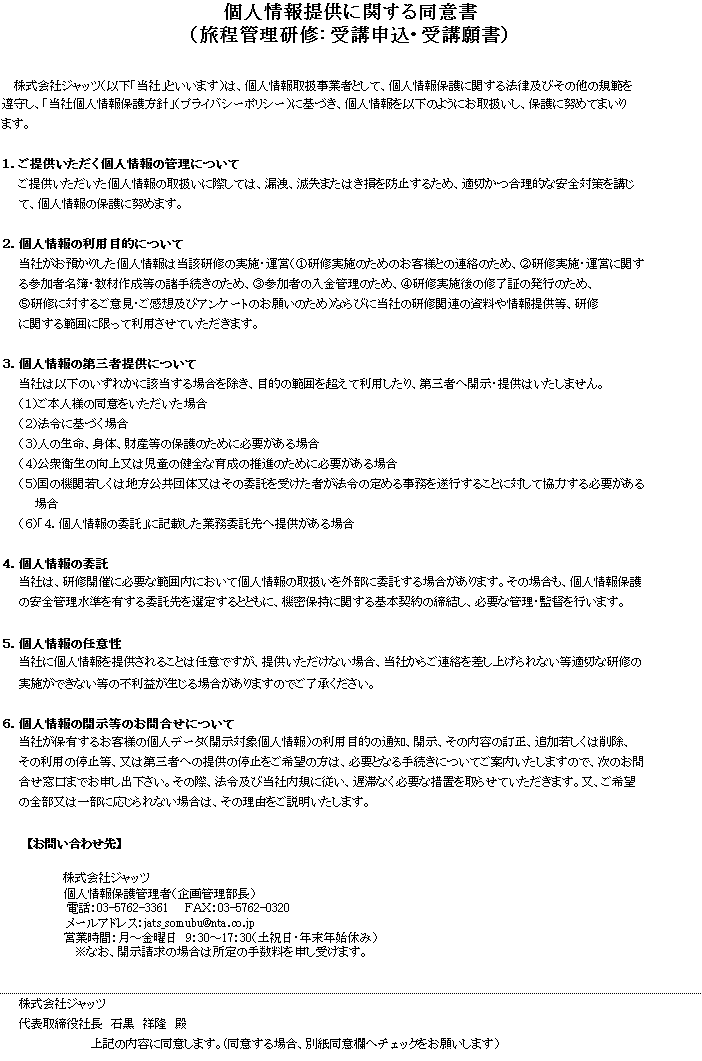 個人情報提供に関する同意書
（旅程管理研修：受講申込・受講願書）
株式会社ジャッツ（以下「当社」といいます）は、個人情報取扱事業者として、個人情報保護に関する法律及びその他の規範を
遵守し、「当社個人情報保護方針」（プライバシーポリシー）に基づき、個人情報を以下のようにお取扱いし、保護に努めてまいり
ます。
１．ご提供いただく個人情報の管理について
ご提供いただいた個人情報の取扱いに際しては、漏洩、滅失またはき損を防止するため、適切かつ合理的な安全対策を講じ
て、個人情報の保護に努めます。
２．個人情報の利用目的について
当社がお預かりした個人情報は当該研修の実施・運営（①研修実施のためのお客様との連絡のため、②研修実施・運営に関す
る参加者名簿・教材作成等の諸手続きのため、③参加者の入金管理のため、④研修実施後の修了証の発行のため、
⑤研修に対するご意見・ご感想及びアンケートのお願いのため）ならびに当社の研修関連の資料や情報提供等、研修
に関する範囲に限って利用させていただきます。
３．個人情報の第三者提供について
当社は以下のいずれかに該当する場合を除き、目的の範囲を超えて利用したり、第三者へ開示・提供はいたしません。
（１）ご本人様の同意をいただいた場合
（２）法令に基づく場合
（３）人の生命、身体、財産等の保護のために必要がある場合
（４）公衆衛生の向上又は児童の健全な育成の推進のために必要がある場合
（５）国の機関若しくは地方公共団体又はその委託を受けた者が法令の定める事務を遂行することに対して協力する必要がある
場合
（６）「４．個人情報の委託」に記載した業務委託先へ提供がある場合
４．個人情報の委託
当社は、研修開催に必要な範囲内において個人情報の取扱いを外部に委託する場合があります。その場合も、個人情報保護
の安全管理水準を有する委託先を選定するとともに、機密保持に関する基本契約の締結し、必要な管理・監督を行います。
５．個人情報の任意性
当社に個人情報を提供されることは任意ですが、提供いただけない場合、当社からご連絡を差し上げられない等適切な研修の
実施ができない等の不利益が生じる場合がありますのでご了承ください。
６．個人情報の開示等のお問合せについて
当社が保有するお客様の個人データ（開示対象個人情報）の利用目的の通知、開示、その内容の訂正、追加若しくは削除、
その利用の停止等、又は第三者への提供の停止をご希望の方は、必要となる手続きについてご案内いたしますので、次のお問
合せ窓口までお申し出下さい。その際、法令及び当社内規に従い、遅滞なく必要な措置を取らせていただきます。又、ご希望
の全部又は一部に応じられない場合は、その理由をご説明いたします。
【お問い合わせ先】
株式会社ジャッツ
個人情報保護管理者（企画管理部長）
電話：03-5762-3361　FAX：03-5762-0320
メールアドレス：jats_somubu@nta.co.jp
営業時間：月～金曜日　9：30～17：30（土祝日・年末年始休み）
※なお、開示請求の場合は所定の手数料を申し受けます。
株式会社ジャッツ
代表取締役社長　石黒　祥隆　殿
上記の内容に同意します。（同意する場合、別紙同意欄へチェックをお願いします）